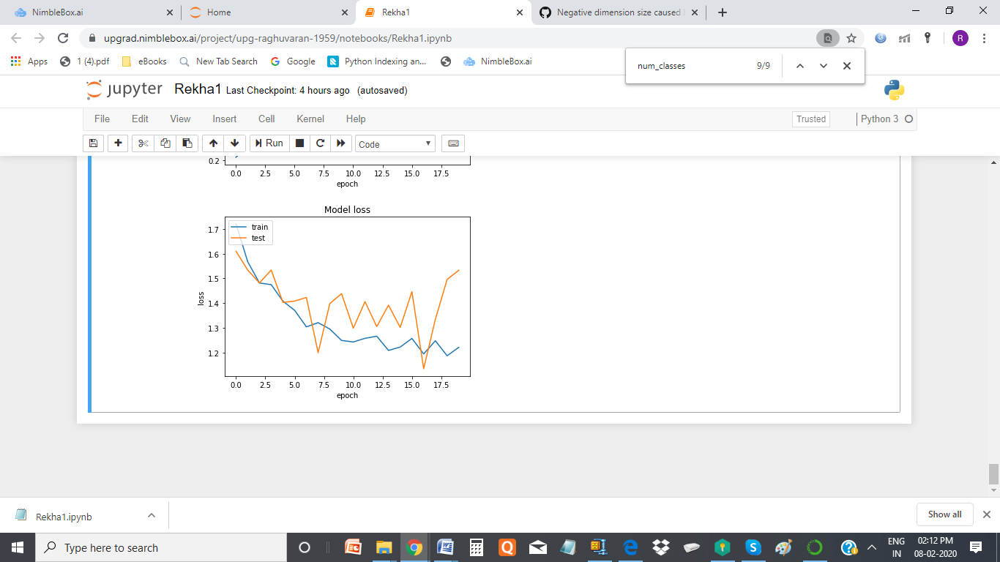 NimbleBox.ai
Home
Rekha1
Negative dimension size caused
upgrad.nimblebox.ai/project/upg-raghuvaran-1959/notebooks/Rekha1.ipynb
R
Apps
1 (4).pdf
eBooks
New Tab Search
Google
Python Indexing an...
NimbleBox.ai
num_classes
9/9
jupyter
Rekha1 Last Checkpoint: 4 hours ago (autosaved)
File Edit View Insert Cell Kernel Help
Trusted
Python 3
Run
Code
0.2
0.0 2.5 5.0 7.5 10.0 12.5 15.0 17.5
epoch
Model loss
train
test
1.7
1.6
1.5
1.4
1.3
1.2
loss
0.0 2.5 5.0 7.5 10.0 12.5 15.0 17.5
epoch
Rekha1.ipynb
Show all
Type here to search
ENG
IN
02:12 PM
08-02-2020